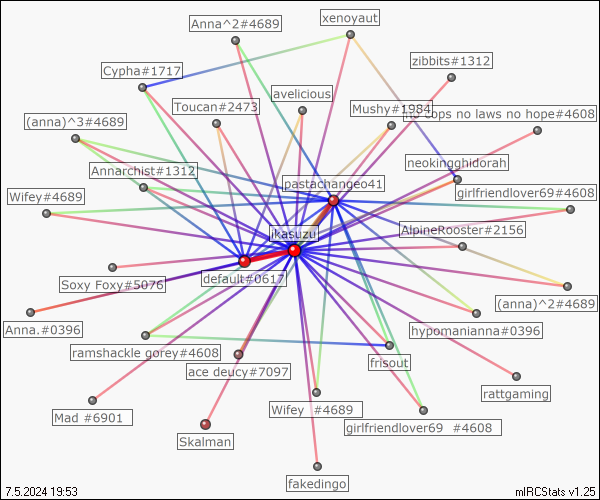 xenoyaut
Anna^2#4689
zibbits#1312
Cypha#1717
avelicious
Toucan#2473
Mushy#1984
cops no laws no hope#4608
(anna)^3#4689
neokingghidorah
Annarchist#1312
pastachangeo41
girlfriendlover69#4608
Wifey#4689
AlpineRooster#2156
ikasuzu
default#0617
Soxy Foxy#5076
(anna)^2#4689
Anna.#0396
hypomanianna#0396
ramshackle gorey#4608
frisout
ace deucy#7097
rattgaming
Mad #6901
Wifey  #4689
girlfriendlover69  #4608
Skalman
fakedingo
7.5.2024 19:53
mIRCStats v1.25